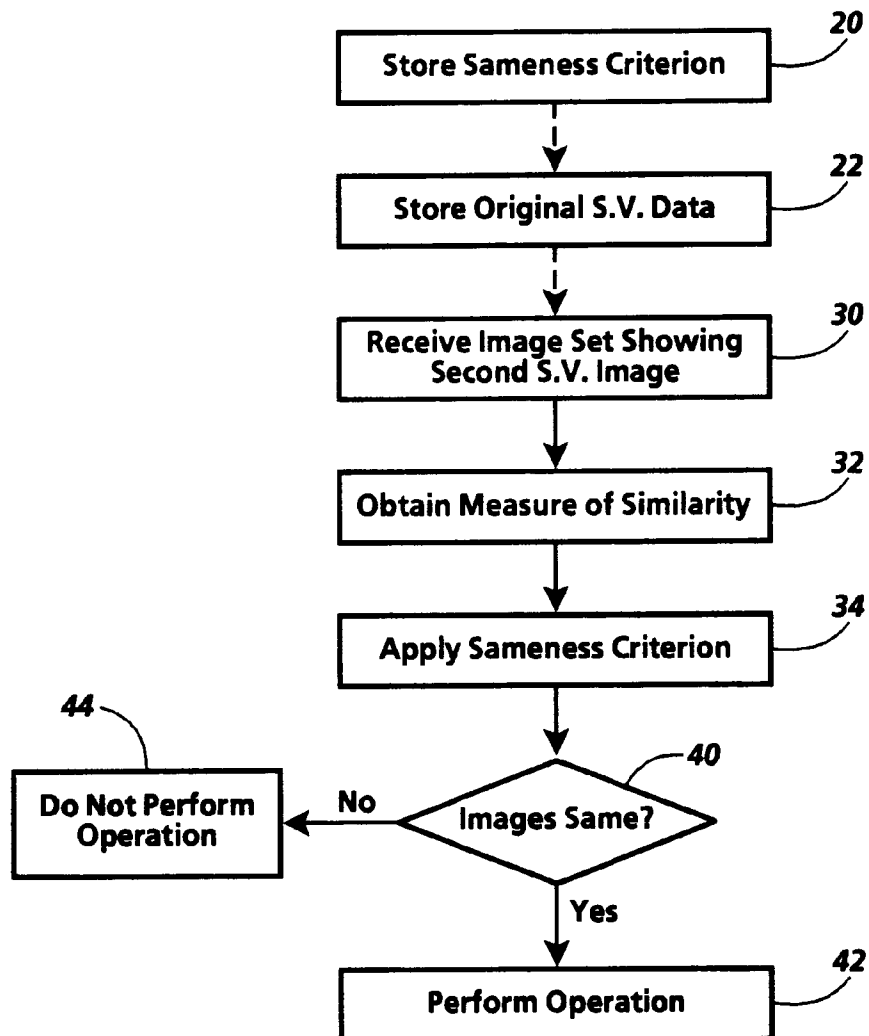 20
Store Sameness Criterion
22
Store Original S.V. Data
30
Receive Image Set Showing
Second S.V. Image
32
Obtain Measure of Similarity
34
Apply Sameness Criterion
44
40
Do Not Perform
Operation
No
Images Same?
Yes
42
Perform Operation